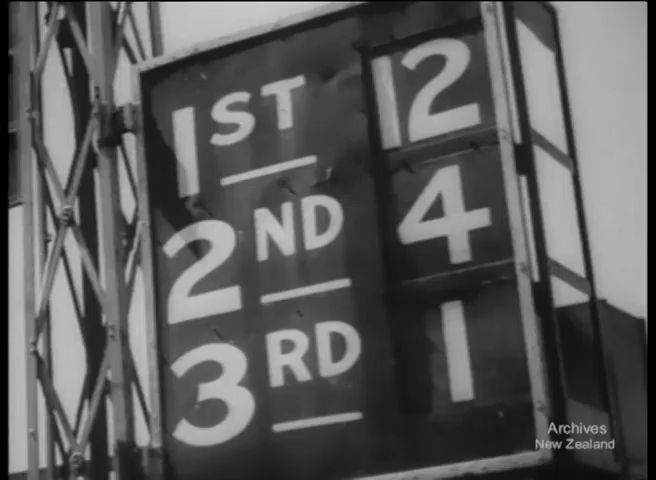 1ST 12
2ND 4
3RD 1
Archives
New Zealand